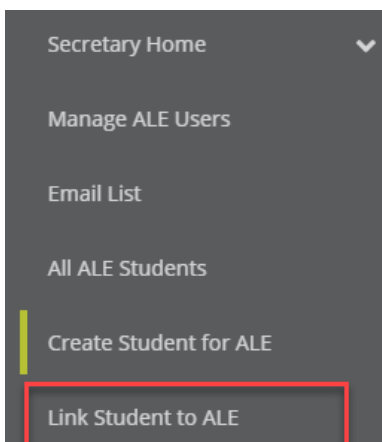 Secretary Home
Manage ALE Users
Email List
All ALE Students
Create Student for ALE
Link Student to ALE